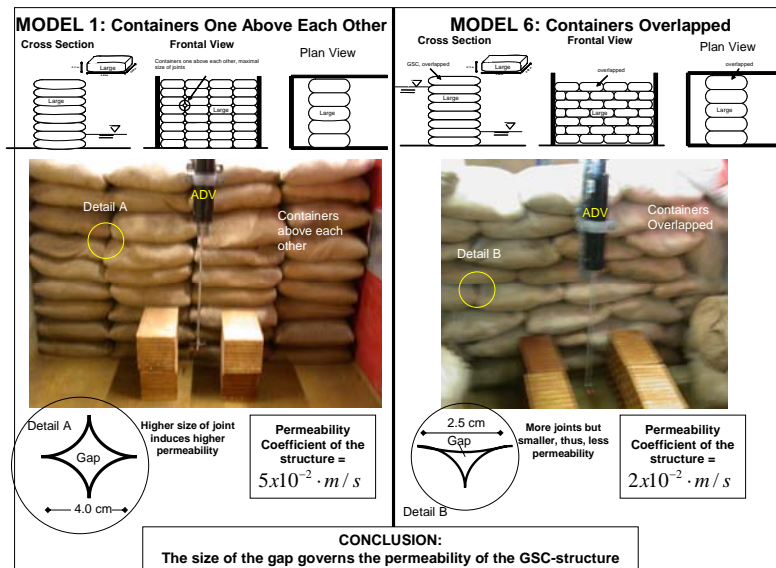 MODEL 1: Containers One Above Each Other
Cross Section
Large
Large
Frontal View
Containers one above each other, maximal
size of joints
Large
Plan View
Large
Detail A
ADV
Containers
above each
other
Detail A
Gap
4.0 cm
Higher size of joint
induces higher
permeability
Permeability
Coefficient of the
structure =
5x10⁻² · m / s
MODEL 6: Containers Overlapped
Cross Section
GSC, overlapped
Large
Large
Frontal View
overlapped
Large
Plan View
overlapped
Large
Detail B
ADV
Containers
Overlapped
2.5 cm
Gap
Detail B
More joints but
smaller, thus, less
permeability
Permeability
Coefficient of the
structure =
2x10⁻² · m / s
CONCLUSION:
The size of the gap governs the permeability of the GSC-structure